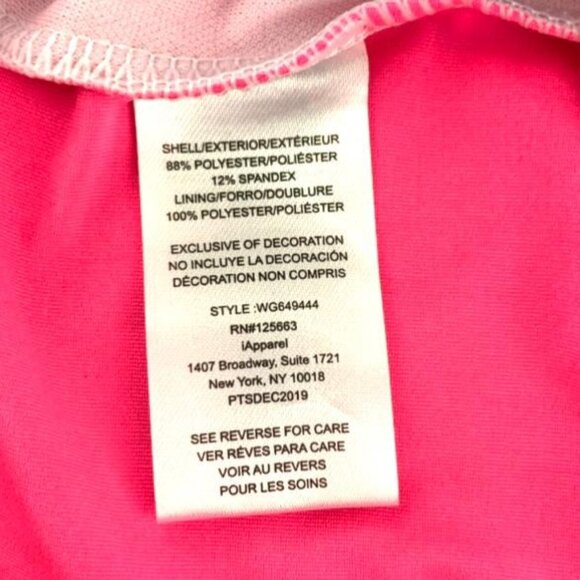 SHELL/EXTERIOR/EXTÉRIEUR
88% POLYESTER/POLIÉSTER
12% SPANDEX
LINING/FORRO/DOUBLURE
100% POLYESTER/POLIÉSTER
EXCLUSIVE OF DECORATION
NO INCLUYE LA DECORACIÓN
DÉCORATION NON COMPRIS
STYLE :WG649444
RN#125663
iApparel
1407 Broadway, Suite 1721
New York, NY 10018
PTSDEC2019
SEE REVERSE FOR CARE
VER RÉVES PARA CARE
VOIR AU REVERS
POUR LES SOINS